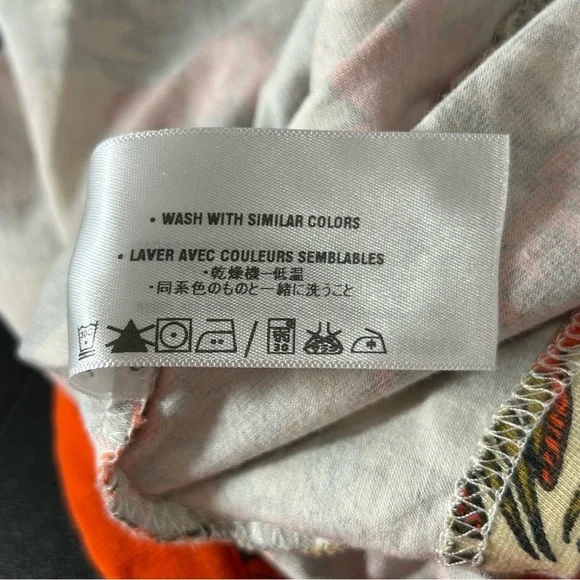 • WASH WITH SIMILAR COLORS
• LAVER AVEC COULEURS SEMBLABLES
・乾燥機一低温
・同系色のものと一緒に洗うこと